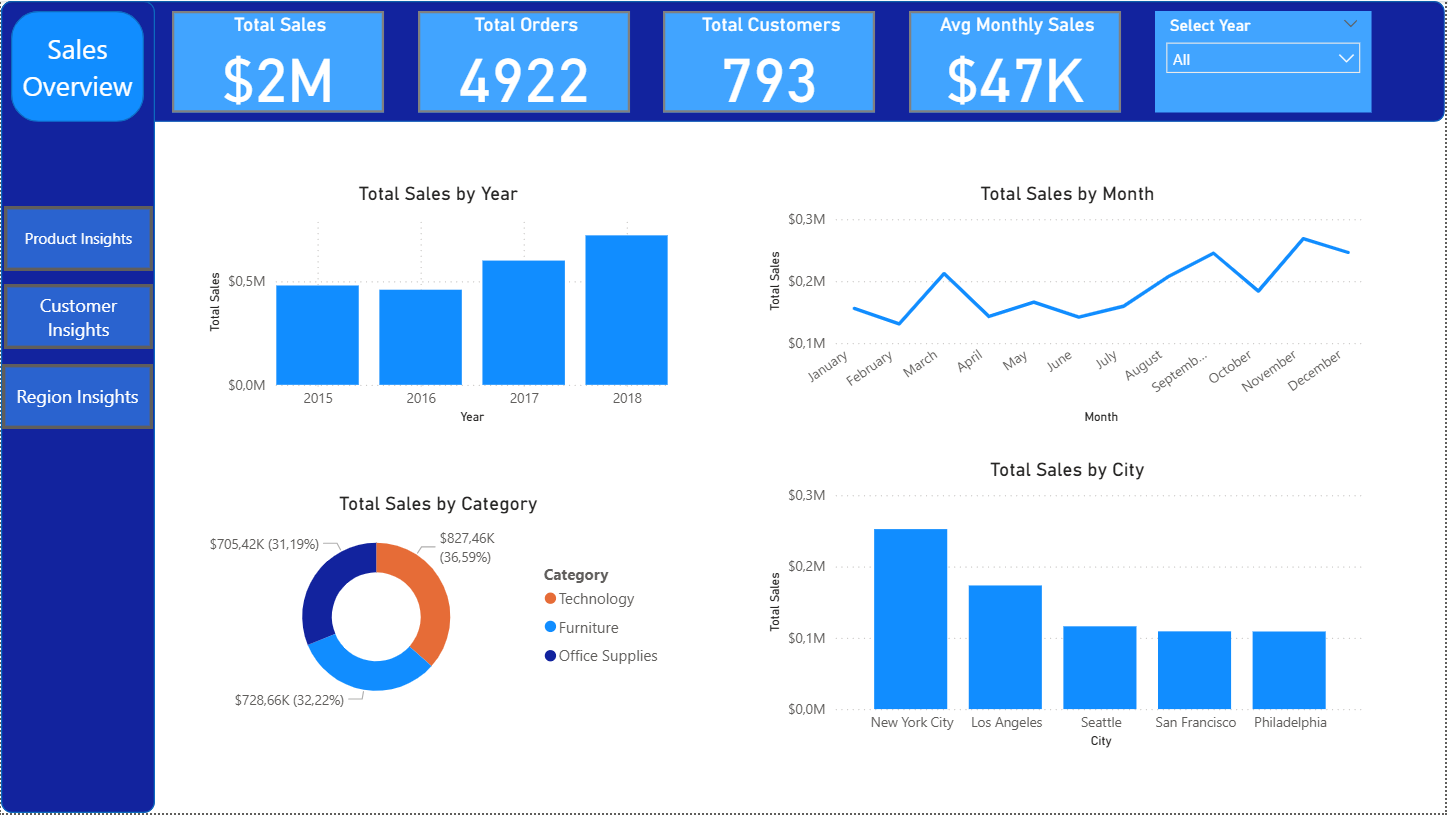 Sales
Overview
Total Sales
$2M
Total Orders
4922
Total Customers
793
Avg Monthly Sales
$47K
Select Year
All
Product Insights
Customer
Insights
Region Insights
Total Sales by Year
Total Sales
$0,5M
$0,0M
2015
2016
2017
2018
Year
Total Sales by Month
Total Sales
$0,3M
$0,2M
$0,1M
January
February
March
April
May
June
July
August
Septemb...
October
November
December
Month
Total Sales by Category
$705,42K (31,19%)
$827,46K
(36,59%)
$728,66K (32,22%)
Category
Technology
Furniture
Office Supplies
Total Sales by City
Total Sales
$0,3M
$0,2M
$0,1M
$0,0M
New York City
Los Angeles
Seattle
San Francisco
Philadelphia
City